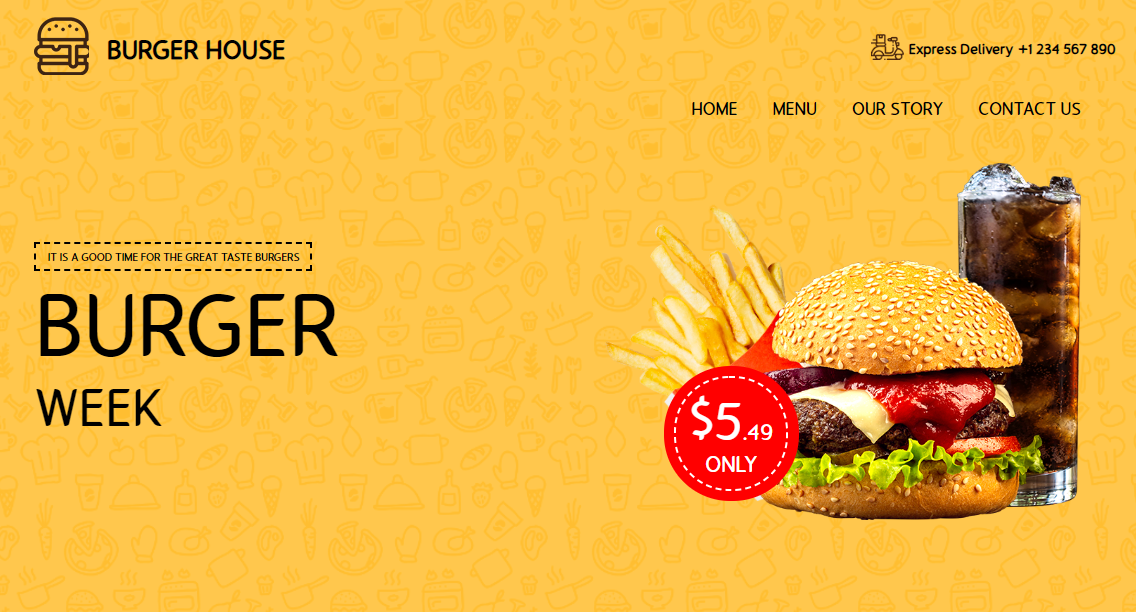 BURGER HOUSE
Express Delivery +1 234 567 890
HOME MENU OUR STORY CONTACT US
IT IS A GOOD TIME FOR THE GREAT TASTE BURGERS
BURGER
WEEK
$5.49
ONLY